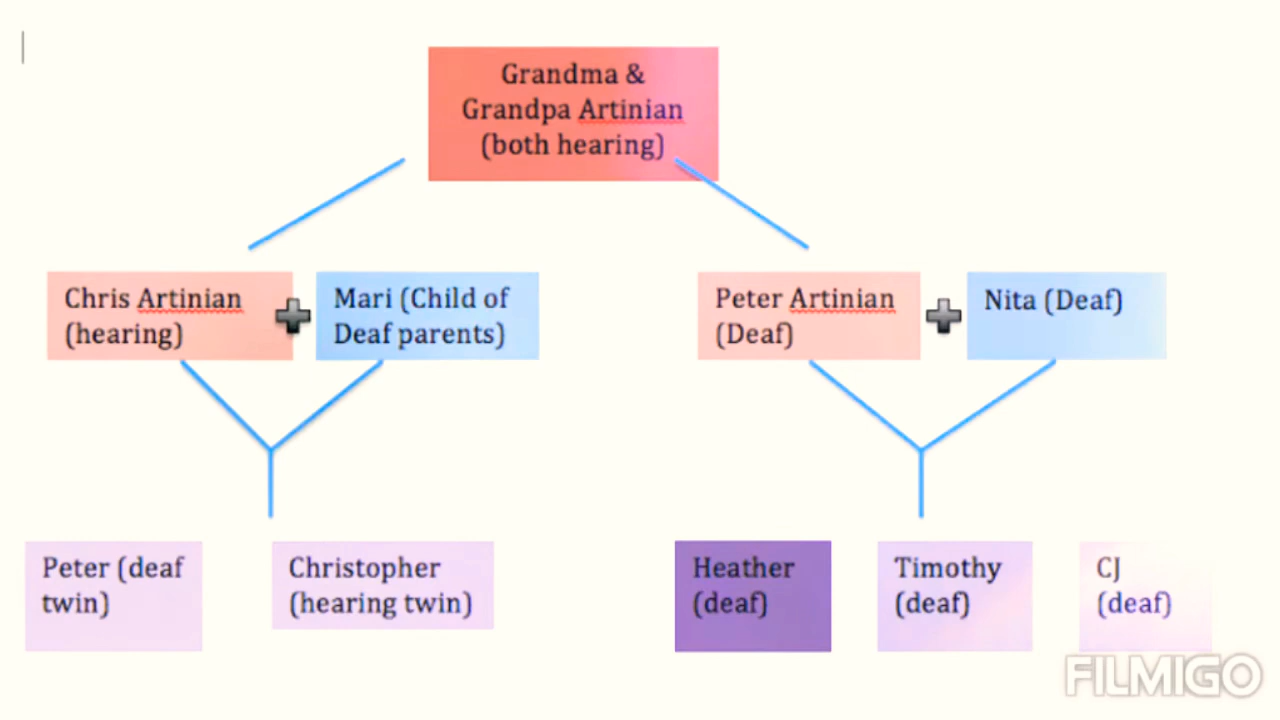 Grandma &
Grandpa Artinian
(both hearing)
Chris Artinian
(hearing)
Mari (Child of
Deaf parents)
Peter Artinian
(Deaf)
Nita (Deaf)
Peter (deaf
twin)
Christopher
(hearing twin)
Heather
(deaf)
Timothy
(deaf)
CJ
(deaf)
FILMIGO